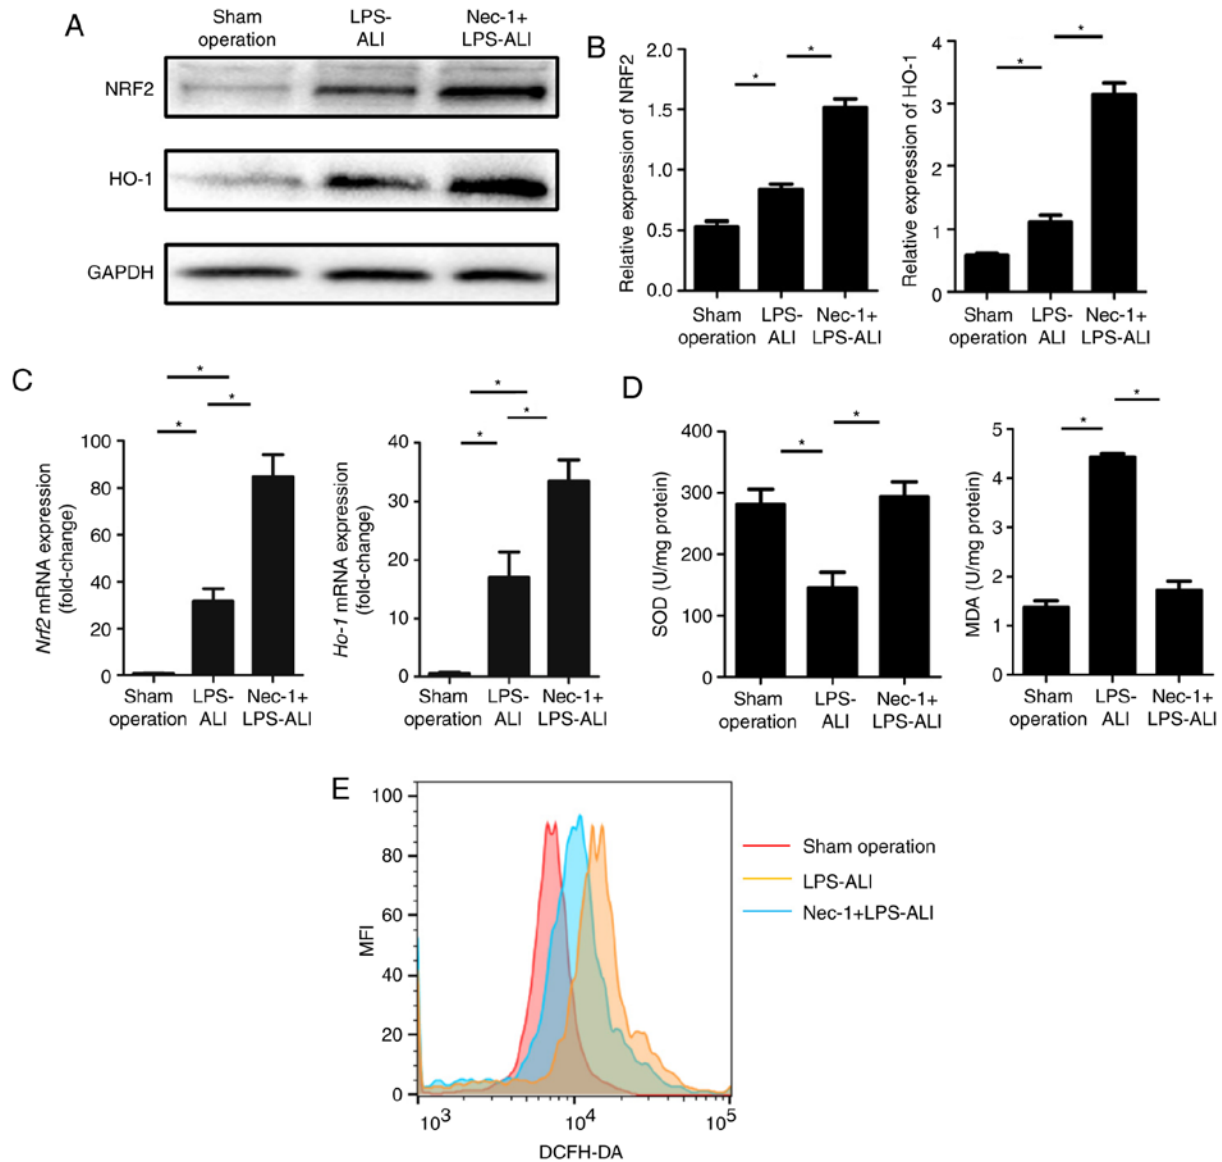 A
Sham
operation
LPS-
ALI
Nec-1+
LPS-ALI
NRF2
HO-1
GAPDH
B
Relative expression of NRF2
2.0
1.5
1.0
0.5
0.0
*
*
Sham
operation
LPS-
ALI
Nec-1+
LPS-ALI
Relative expression of HO-1
4
3
2
1
0
*
*
Sham
operation
LPS-
ALI
Nec-1+
LPS-ALI
C
Nrf2 mRNA expression
(fold-change)
100
80
60
40
20
0
*
*
*
Sham
operation
LPS-
ALI
Nec-1+
LPS-ALI
Ho-1 mRNA expression
(fold-change)
40
30
20
10
0
*
*
*
Sham
operation
LPS-
ALI
Nec-1+
LPS-ALI
D
SOD (U/mg protein)
400
300
200
100
0
*
*
Sham
operation
LPS-
ALI
Nec-1+
LPS-ALI
MDA (U/mg protein)
5
4
3
2
1
0
*
*
Sham
operation
LPS-
ALI
Nec-1+
LPS-ALI
E
MFI
100
80
60
40
20
0
10³
10⁴
10⁵
DCFH-DA
Sham operation
LPS-ALI
Nec-1+LPS-ALI